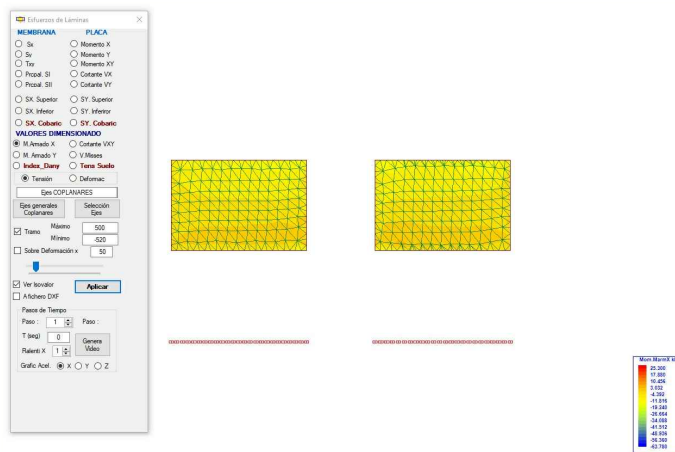 Esfuerzos de Láminas
MEMBRANA PLACA
Sx Momento X
Sy Momento Y
Txy Momento XY
Prcpal. SI Cortante VX
Prcpal. SII Cortante VY
SX. Superior SY. Superior
SX. Inferior SY. Inferiror
SX. Cobaric SY. Cobaric
VALORES DIMENSIONADO
M.Armado X Cortante VXY
M. Armado Y V.Mises
Index_Dany Tens Suelo
Tensión Deformac
Ejes COPLANARES
Ejes generales Selección
Coplanares Ejes
Máximo 500
Tramo
Mínimo -520
Sobre Deformación x 50
Ver Isovalor Aplicar
A fichero DXF
Pasos de Tiempo
Paso : 1 Paso :
T (seg) 0 Genera
Video
Ralenti X 1
Grafic Acel. X Y Z
Mom.MarmX
25.300
17.880
10.456
3.032
-4.392
-11.816
-19.240
-26.664
-34.088
-41.512
-48.936
-56.360
-63.780